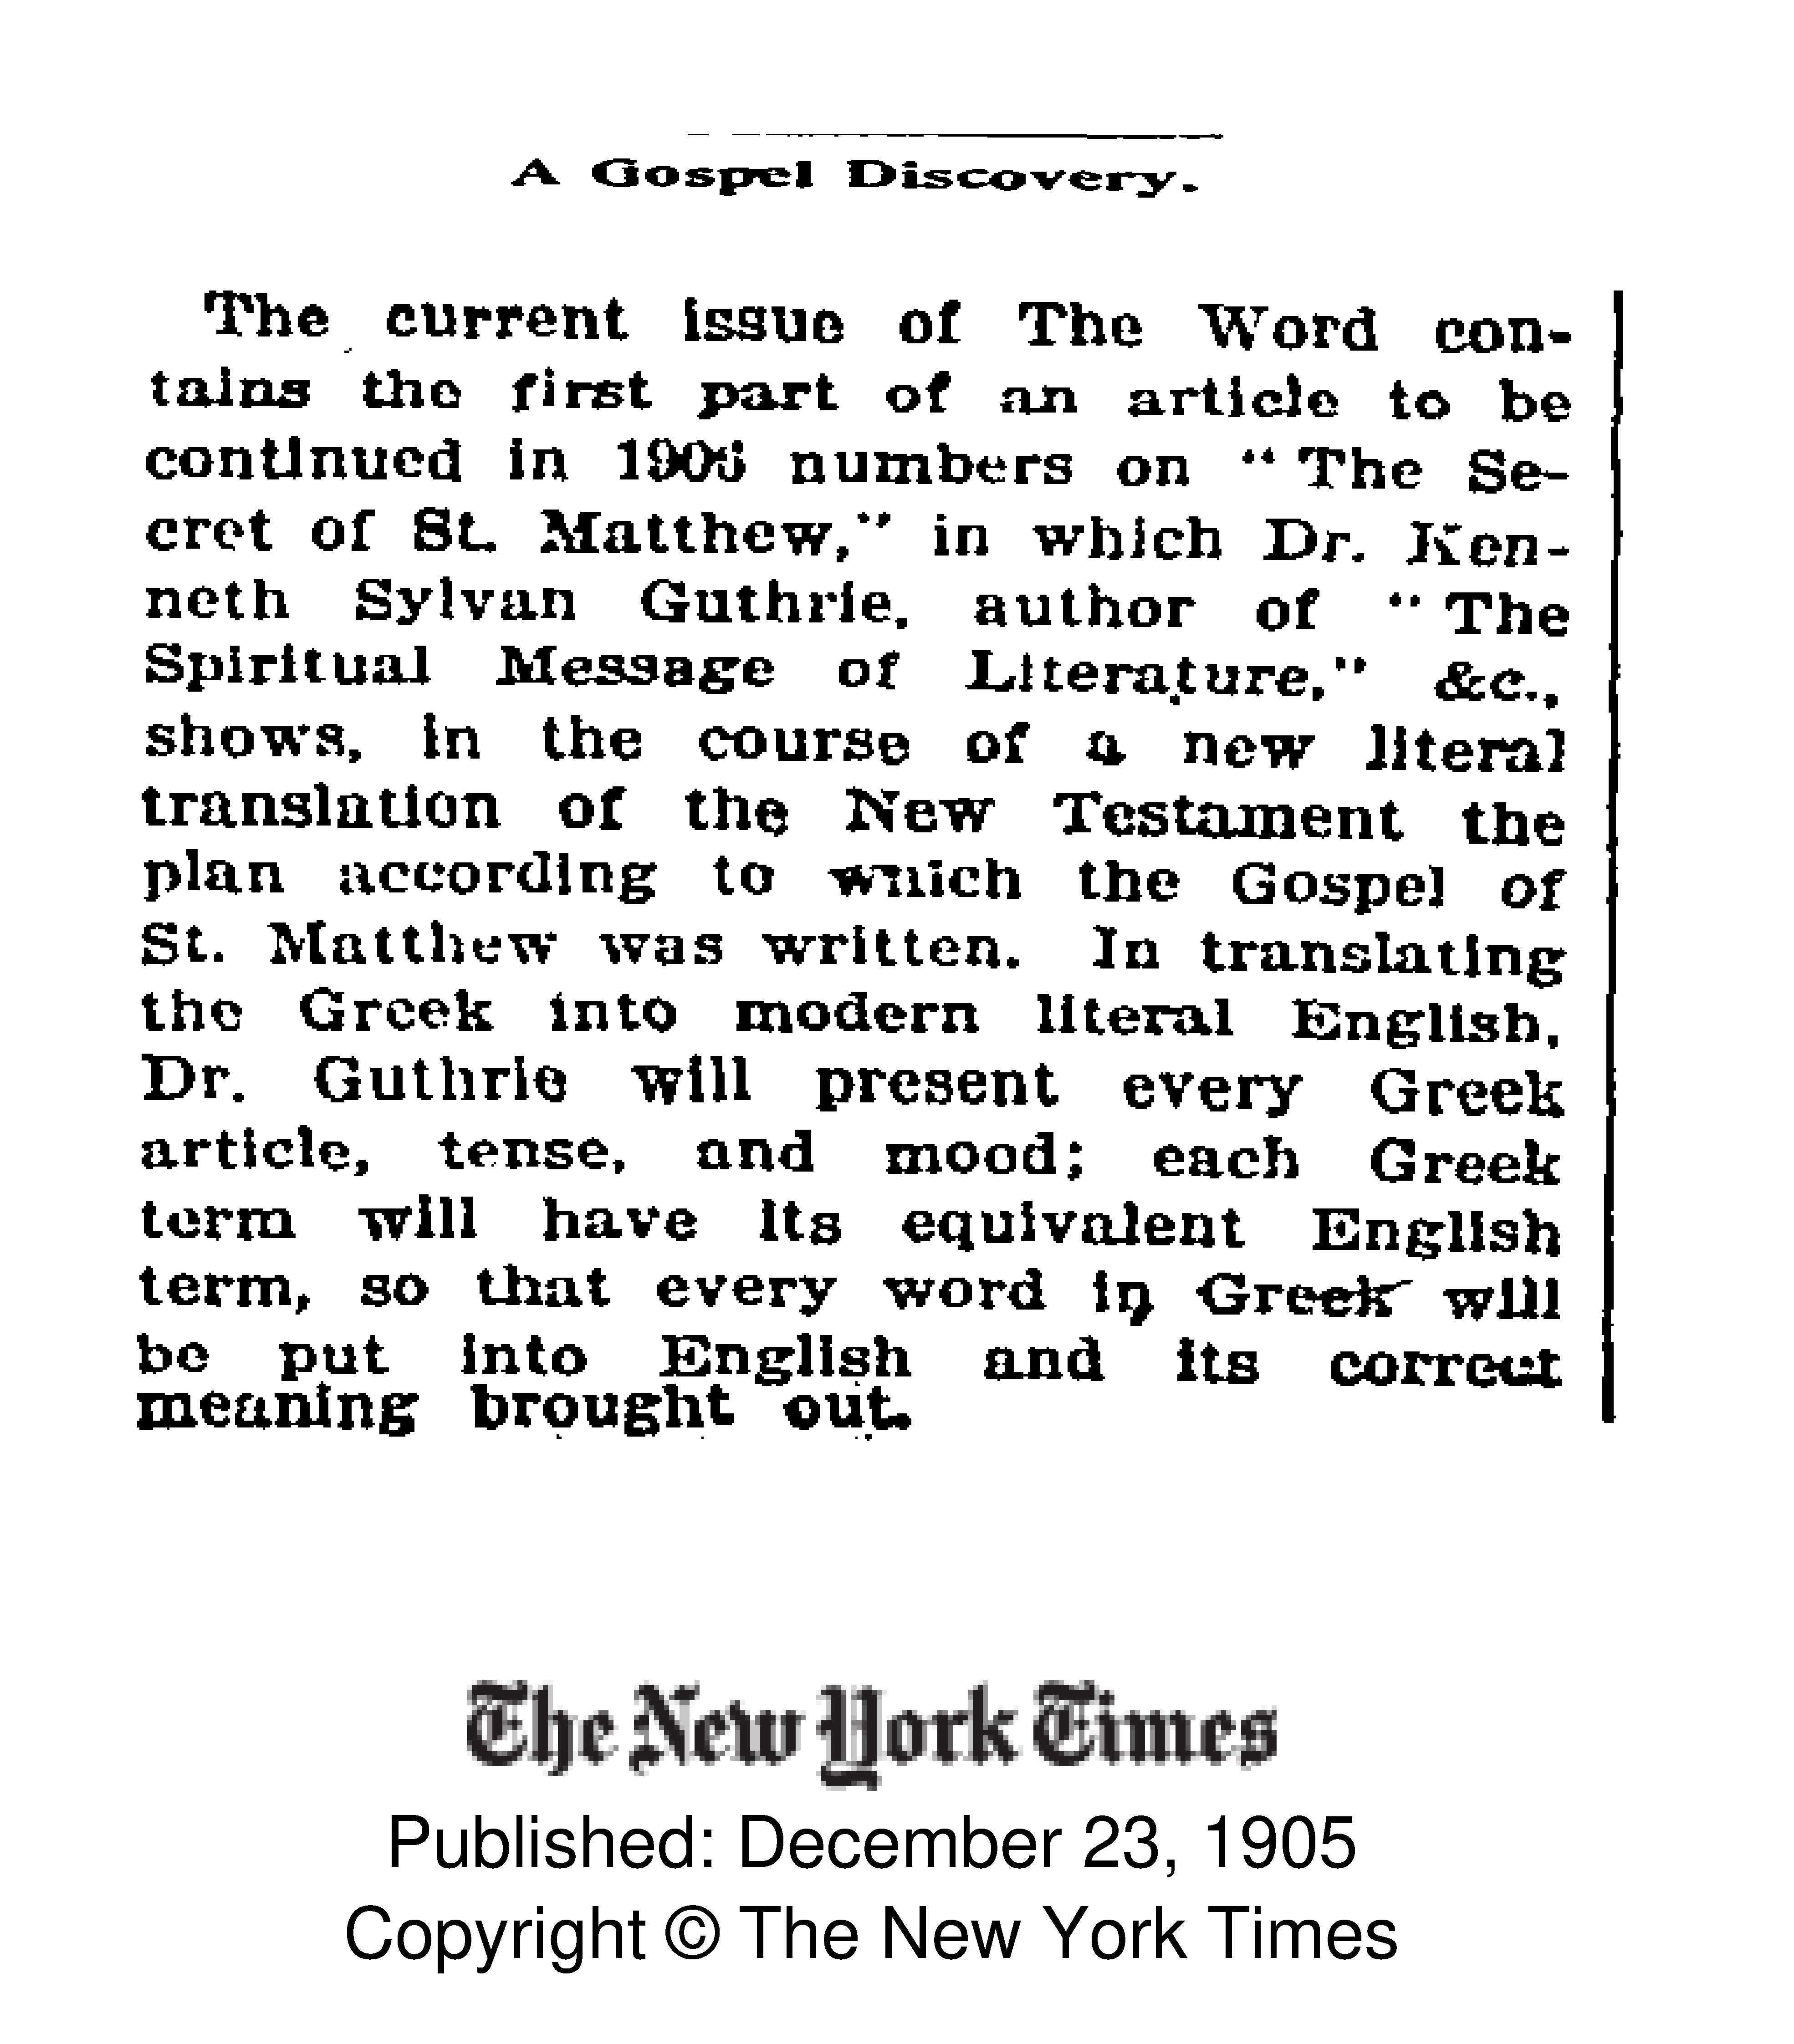 A Gospel Discovery.
The current issue of The Word con-
tains the first part of an article to be
continued in 1906 numbers on "The Se-
cret of St. Matthew," in which Dr. Ken-
neth Sylvan Guthrie, author of "The
Spiritual Message of Literature," &c.,
shows, in the course of a new literal
translation of the New Testament the
plan according to which the Gospel of
St. Matthew was written. In translating
the Greek into modern literal English,
Dr. Guthrie will present every Greek
article, tense, and mood; each Greek
term will have its equivalent English
term, so that every word in Greek will
be put into English and its correct
meaning brought out.
The New York Times
Published: December 23, 1905
Copyright © The New York Times